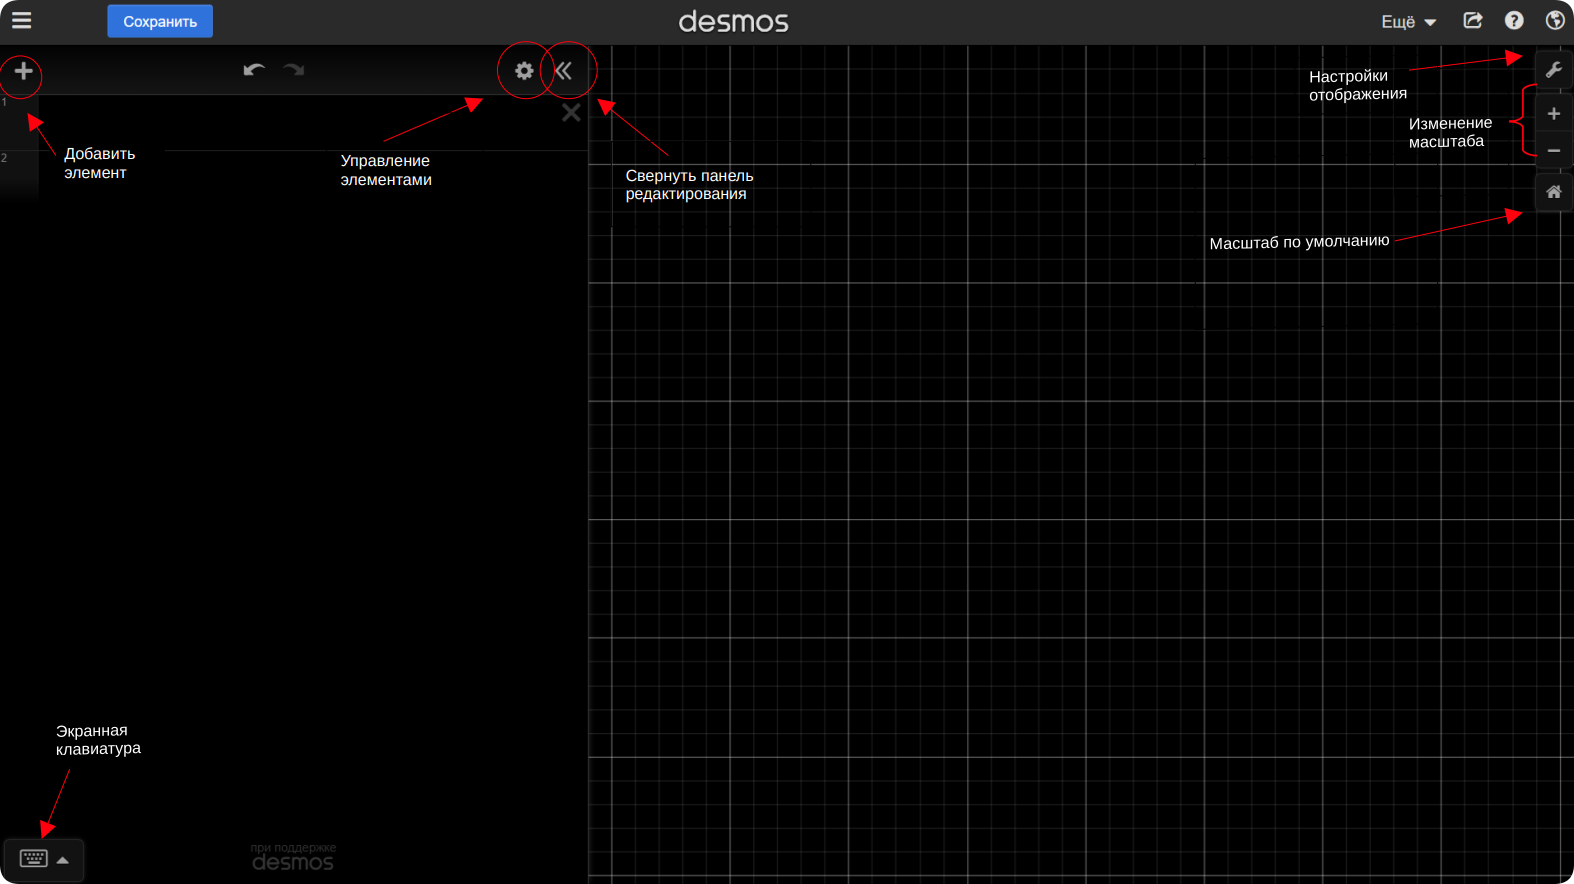 Сохранить
desmos
Ещё
Настройки
отображения
1
Изменение
масштаба
2
Добавить
элемент
Управление
элементами
Свернуть панель
редактирования
Масштаб по умолчанию
Экранная
клавиатура
при поддержке
desmos